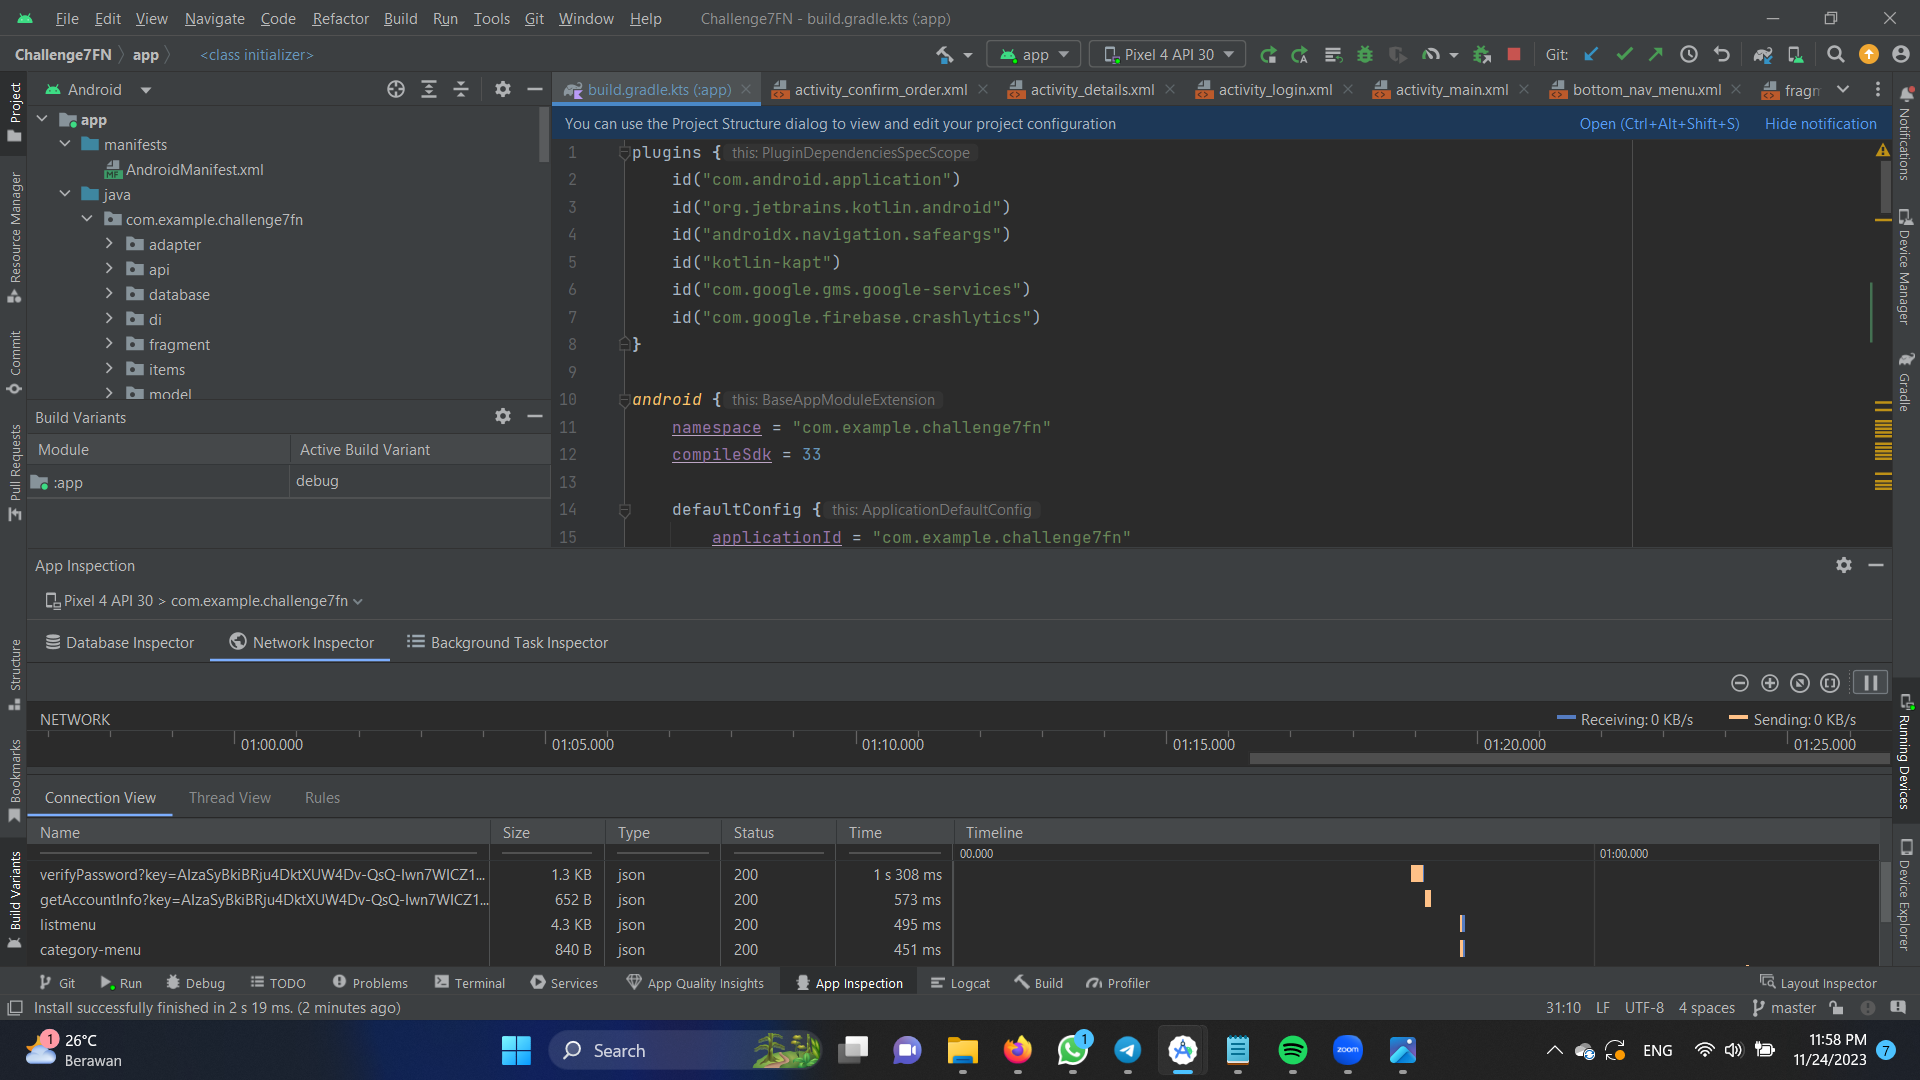 File Edit View Navigate Code Refactor Build Run Tools Git Window Help Challenge7FN - build.gradle.kts (:app)
Challenge7FN app <class initializer> app Pixel 4 API 30 Git:
Project
Resource Manager
Commit
Pull Requests
Structure
Bookmarks
Build Variants
Android
app
manifests
AndroidManifest.xml
java
com.example.challenge7fn
adapter
api
database
di
fragment
items
model
Build Variants
Module Active Build Variant
:app debug
build.gradle.kts (:app) activity_confirm_order.xml activity_details.xml activity_login.xml activity_main.xml bottom_nav_menu.xml fragn
You can use the Project Structure dialog to view and edit your project configuration Open (Ctrl+Alt+Shift+S) Hide notification
1 plugins { this: PluginDependenciesSpecScope
2 id("com.android.application")
3 id("org.jetbrains.kotlin.android")
4 id("androidx.navigation.safeargs")
5 id("kotlin-kapt")
6 id("com.google.gms.google-services")
7 id("com.google.firebase.crashlytics")
8 }
9
10 android { this: BaseAppModuleExtension
11 namespace = "com.example.challenge7fn"
12 compileSdk = 33
13
14 defaultConfig { this: ApplicationDefaultConfig
15 applicationId = "com.example.challenge7fn"
Notifications
Device Manager
Gradle
Running Devices
Device Explorer
App Inspection
Pixel 4 API 30 > com.example.challenge7fn
Database Inspector Network Inspector Background Task Inspector
NETWORK Receiving: 0 KB/s Sending: 0 KB/s
01:00.000 01:05.000 01:10.000 01:15.000 01:20.000 01:25.000
Connection View Thread View Rules
Name Size Type Status Time Timeline
00.000 01:00.000
verifyPassword?key=AIzaSyBkiBRju4DktXUW4Dv-QsQ-Iwn7WICZ1... 1.3 KB json 200 1 s 308 ms
getAccountInfo?key=AIzaSyBkiBRju4DktXUW4Dv-QsQ-Iwn7WICZ1... 652 B json 200 573 ms
listmenu 4.3 KB json 200 495 ms
category-menu 840 B json 200 451 ms
Git Run Debug TODO Problems Terminal Services App Quality Insights App Inspection Logcat Build Profiler Layout Inspector
Install successfully finished in 2 s 19 ms. (2 minutes ago) 31:10 LF UTF-8 4 spaces master
1 26°C
Berawan
Search
1
zoom
ENG
11:58 PM
11/24/2023
7